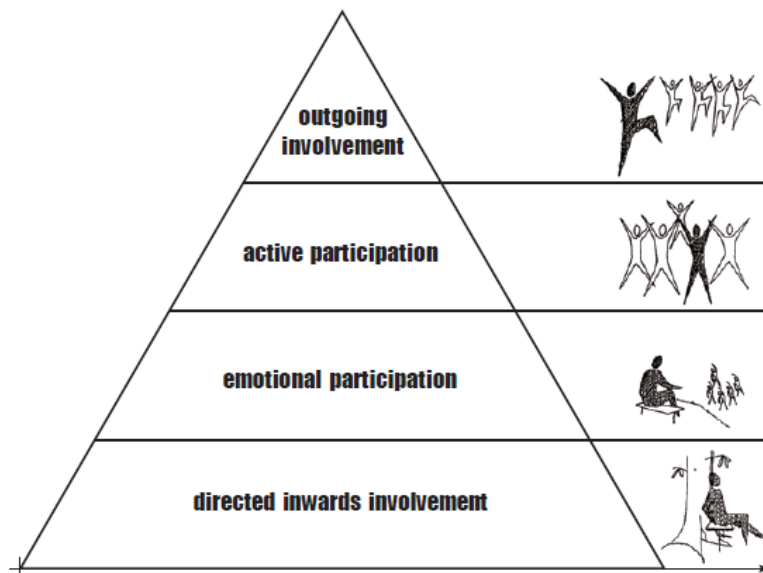 outgoing
involvement
active participation
emotional participation
directed inwards involvement